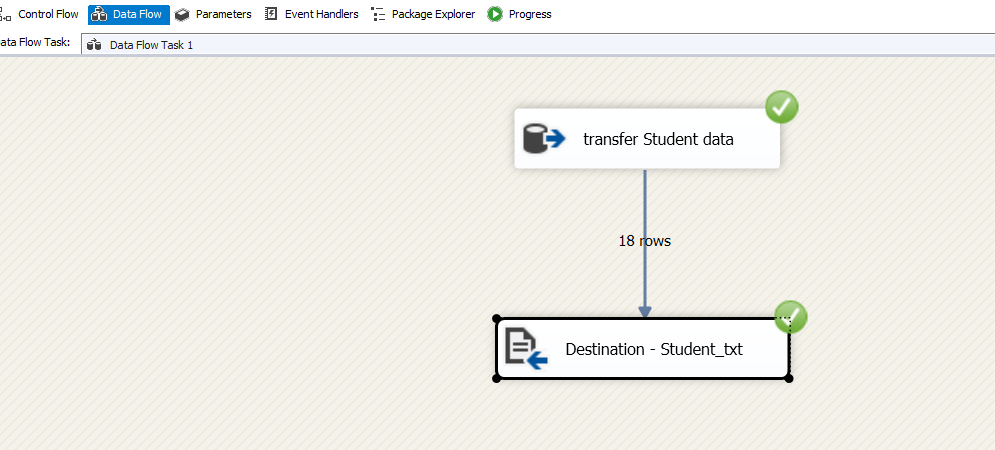 Control Flow Data Flow Parameters Event Handlers Package Explorer Progress
ata Flow Task: Data Flow Task 1
transfer Student data
18 rows
Destination - Student_txt